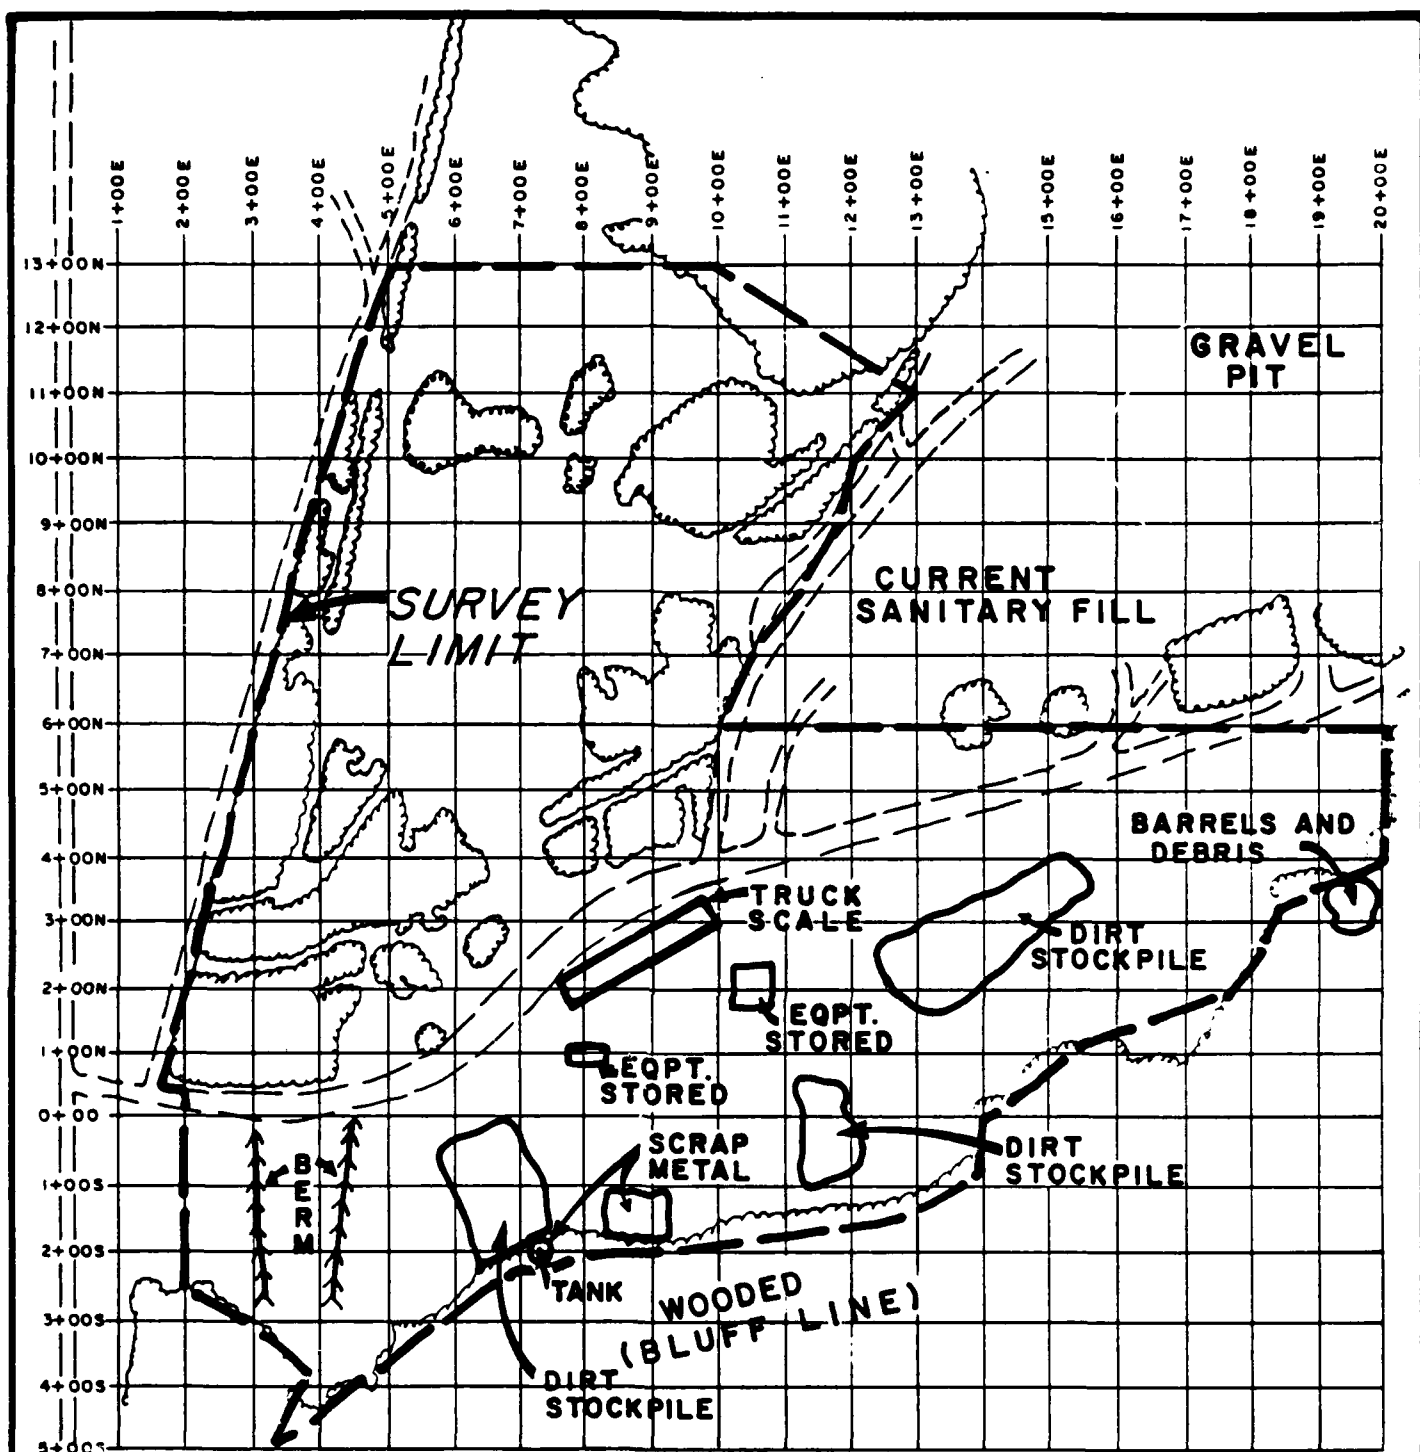 1+00E
2+00E
3+00E
4+00E
5+00E
6+00E
7+00E
8+00E
9+00E
10+00E
11+00E
12+00E
13+00E
15+00E
16+00E
17+00E
18+00E
19+00E
20+00E
13+00N
12+00N
GRAVEL
PIT
11+00N
10+00N
9+00N
8+00N
SURVEY
LIMIT
CURRENT
SANITARY FILL
7+00N
6+00N
5+00N
BARRELS AND
DEBRIS
4+00N
TRUCK
SCALE
3+00N
DIRT
STOCKPILE
2+00N
EQPT.
STORED
1+00N
EQPT.
STORED
0+00
SCRAP
METAL
DIRT
STOCKPILE
BERM
1+00S
2+00S
TANK
WOODED
(BLUFF LINE)
3+00S
DIRT
STOCKPILE
4+00S
5+00S